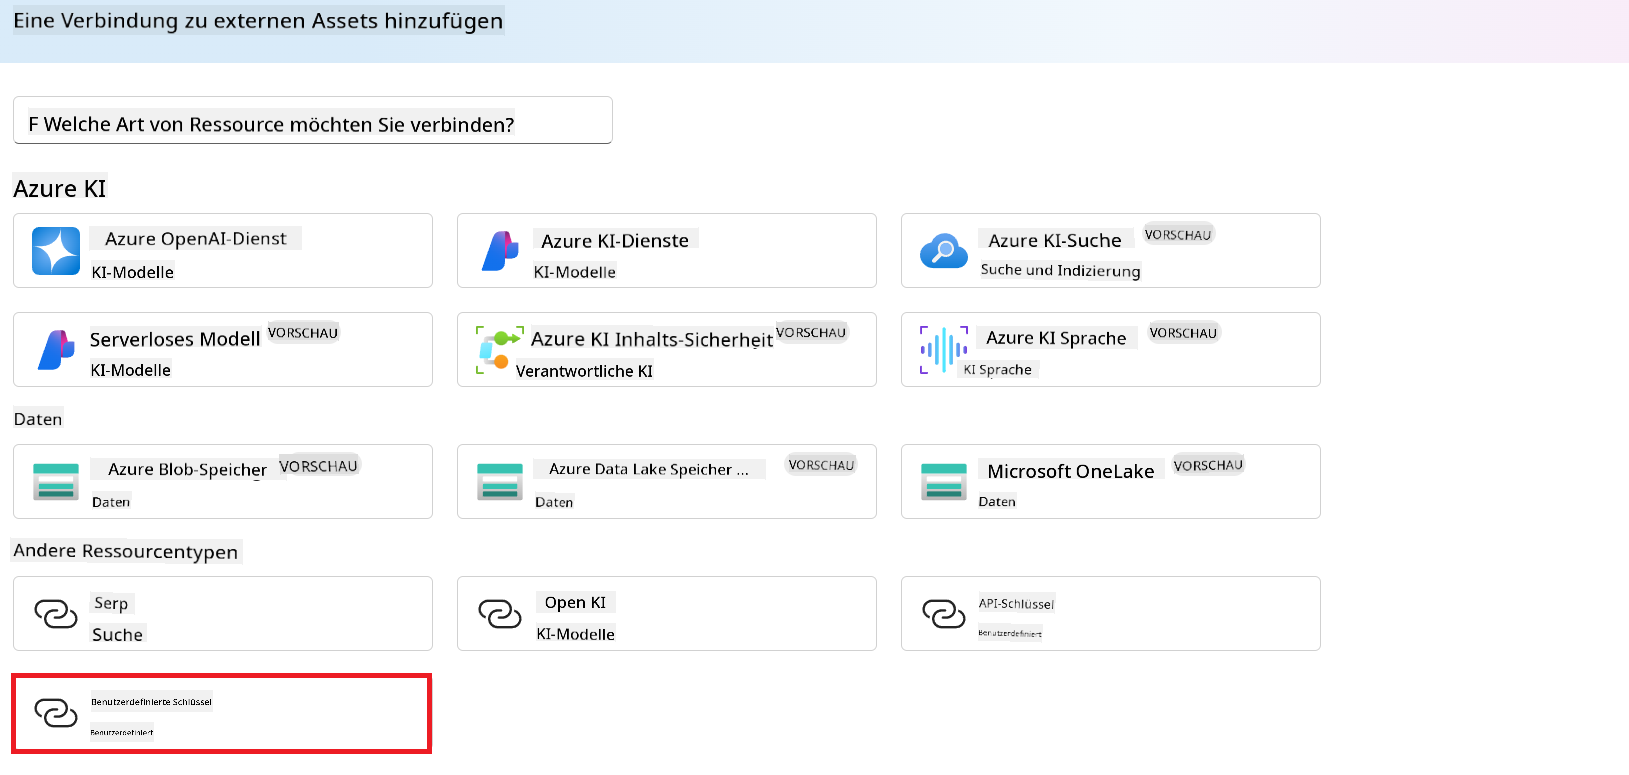 Eine Verbindung zu externen Assets hinzufügen
F Welche Art von Ressource möchten Sie verbinden?
Azure KI
Azure OpenAI-Dienst
KI-Modelle
Azure KI-Dienste
KI-Modelle
Azure KI-Suche VORSCHAU
Suche und Indizierung
Serverloses Modell VORSCHAU
KI-Modelle
Azure KI Inhalts-Sicherheit VORSCHAU
Verantwortliche KI
Azure KI Sprache VORSCHAU
KI Sprache
Daten
Azure Blob-Speicher VORSCHAU
Daten
Azure Data Lake Speicher ... VORSCHAU
Daten
Microsoft OneLake VORSCHAU
Daten
Andere Ressourcentypen
Serp
Suche
Open KI
KI-Modelle
API-Schlüssel
Benutzerdefiniert
Benutzerdefinierte Schlüssel
Benutzerdefiniert